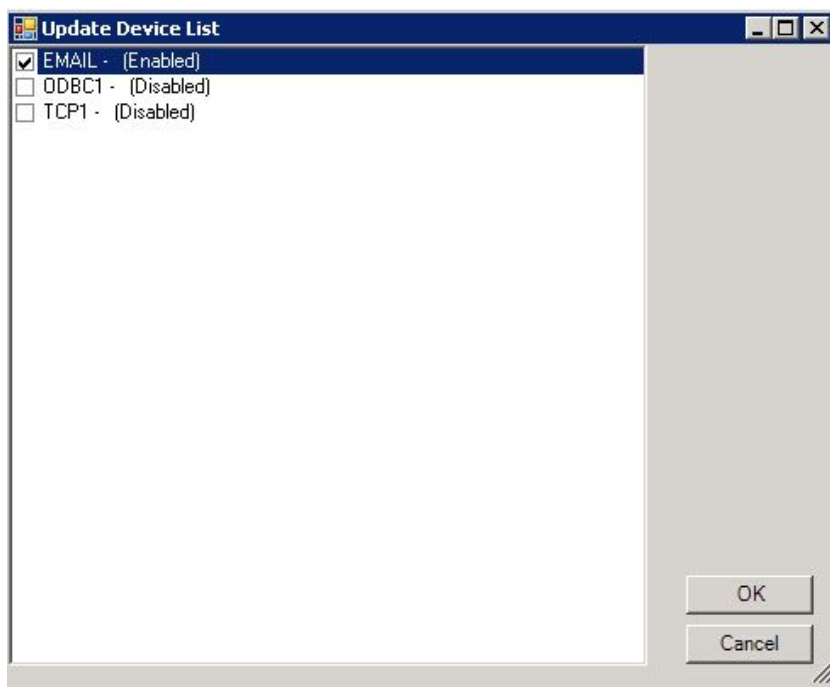 Update Device List
EMAIL - (Enabled)
ODBC1 - (Disabled)
TCP1 - (Disabled)
OK
Cancel